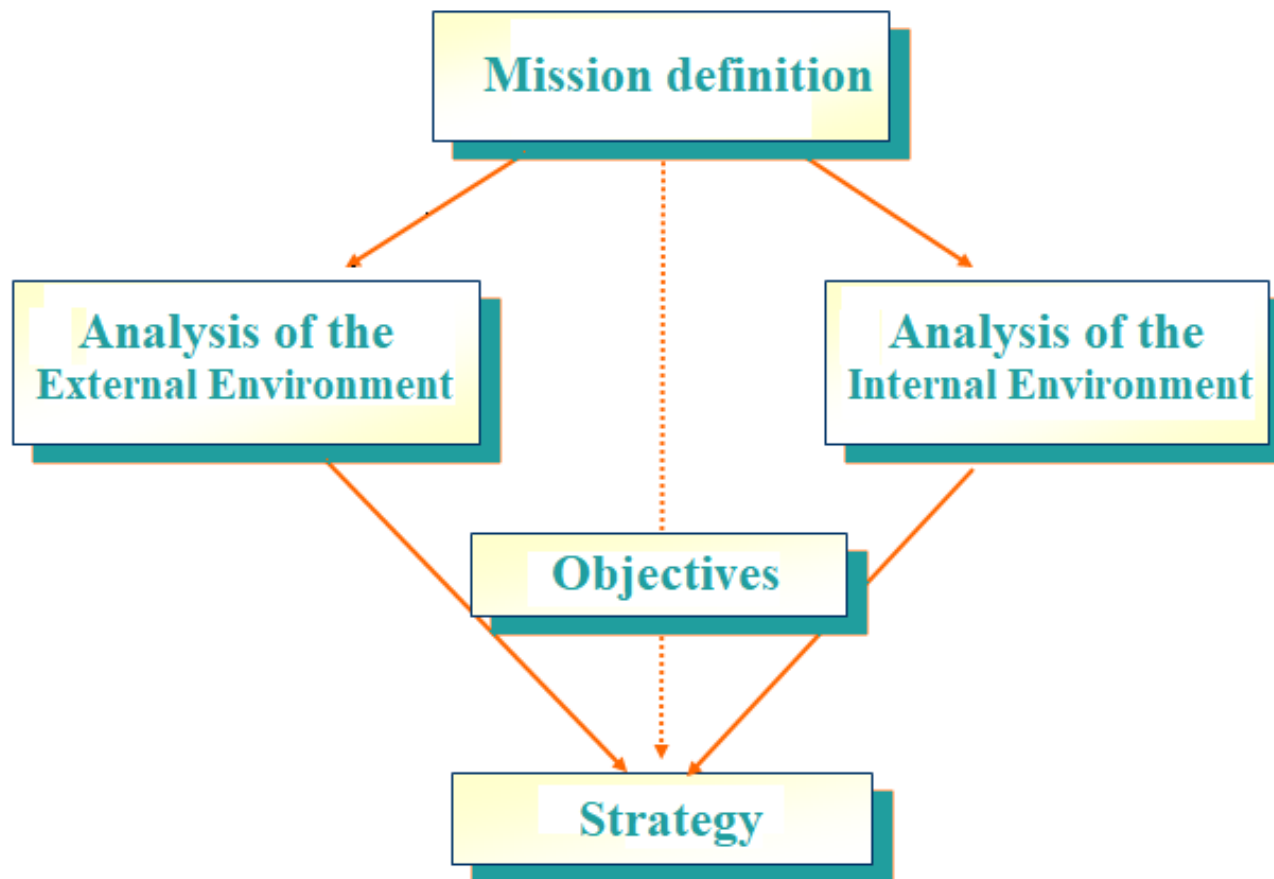 Mission definition
Analysis of the
External Environment
Analysis of the
Internal Environment
Objectives
Strategy